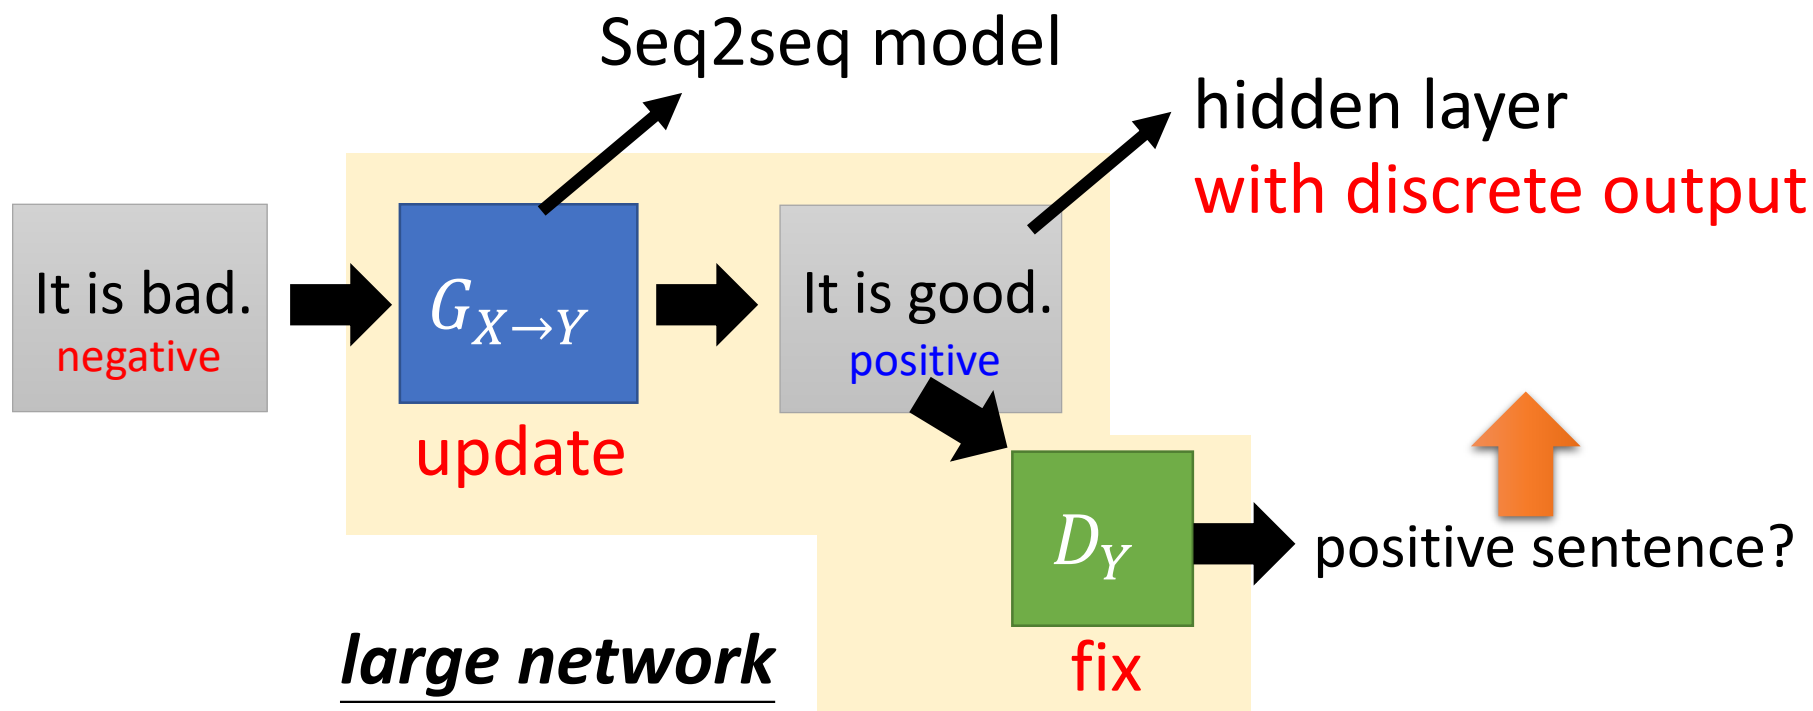 Seq2seq model
hidden layer
with discrete output
It is bad.
negative
G_{X→Y}
It is good.
positive
update
D_Y
positive sentence?
large network
fix